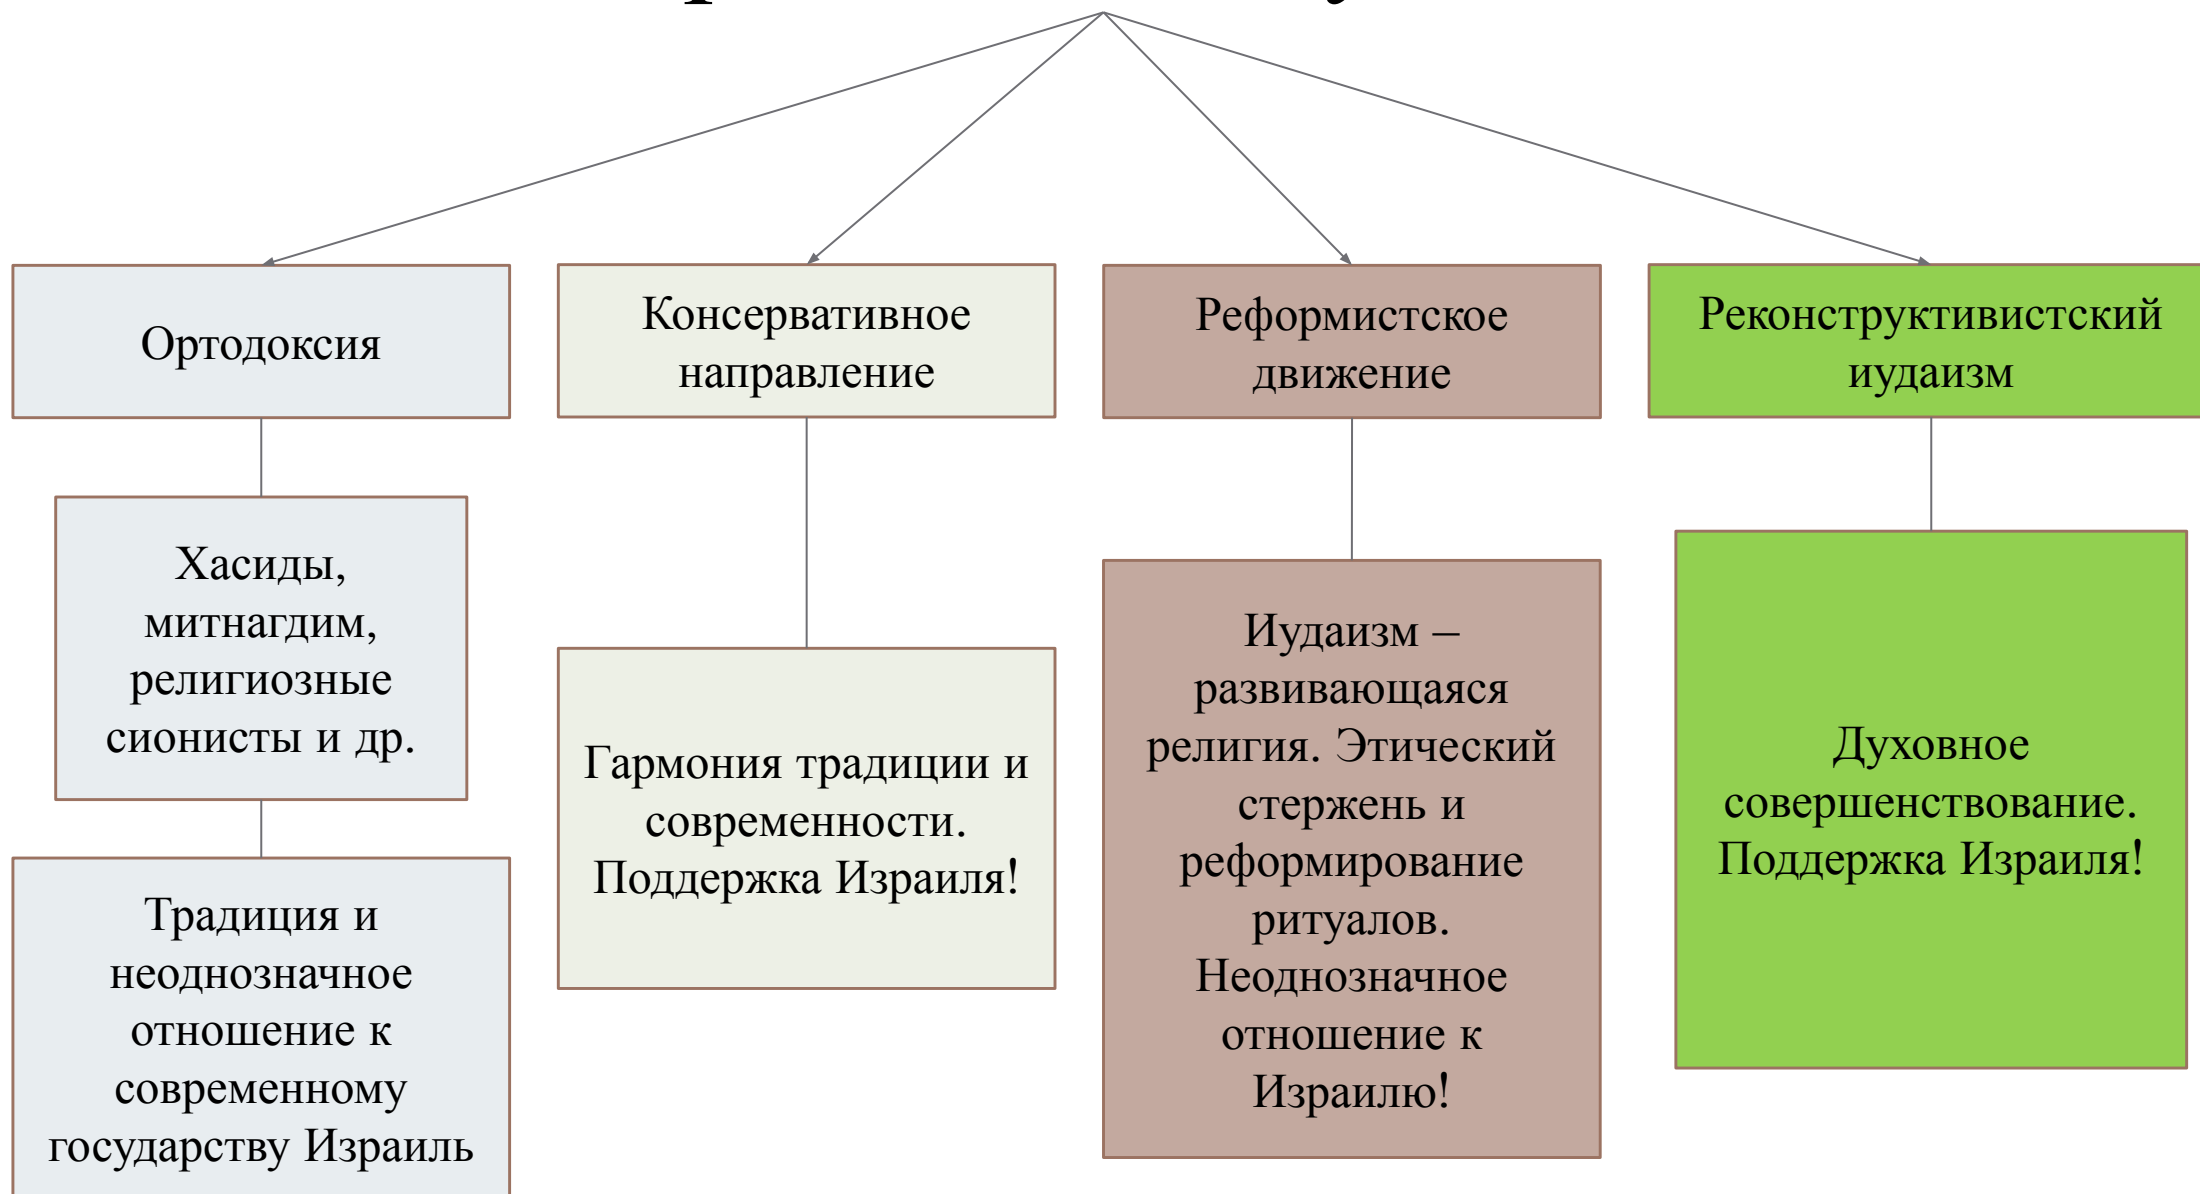 Ортодоксия
Хасиды,
митнагдим,
религиозные
сионисты и др.
Традиция и
неоднозначное
отношение к
современному
государству Израиль
Консервативное
направление
Гармония традиции и
современности.
Поддержка Израиля!
Реформистское
движение
Иудаизм –
развивающаяся
религия. Этический
стержень и
реформирование
ритуалов.
Неоднозначное
отношение к
Израилю!
Реконструктивистский
иудаизм
Духовное
совершенствование.
Поддержка Израиля!